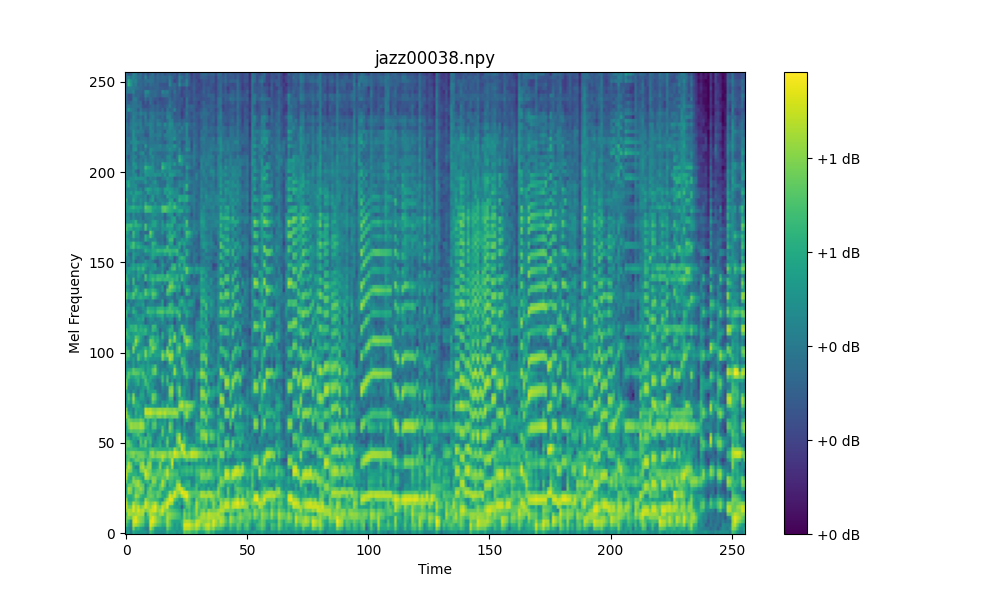 jazz00038.npy
250
200
150
100
50
0
Mel Frequency
0 50 100 150 200 250
Time
+1 dB
+1 dB
+0 dB
+0 dB
+0 dB